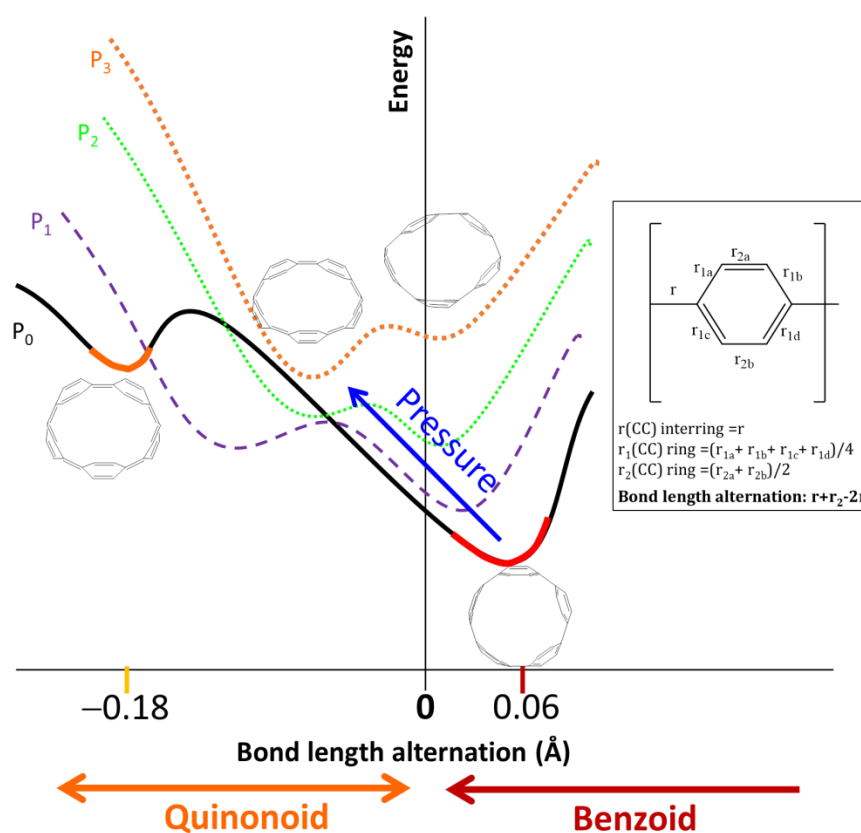 P₃
P₂
P₁
P₀
Energy
Pressure
r₂ₐ
r₁ₐ
r₁b
r
r₁c
r₁d
r₂b
r(CC) interring =r
r₁(CC) ring =(r₁ₐ+ r₁b+ r₁c+ r₁d)/4
r₂(CC) ring =(r₂ₐ+ r₂b)/2
Bond length alternation: r+r₂-2r
−0.18
0
0.06
Bond length alternation (Å)
Quinonoid
Benzoid